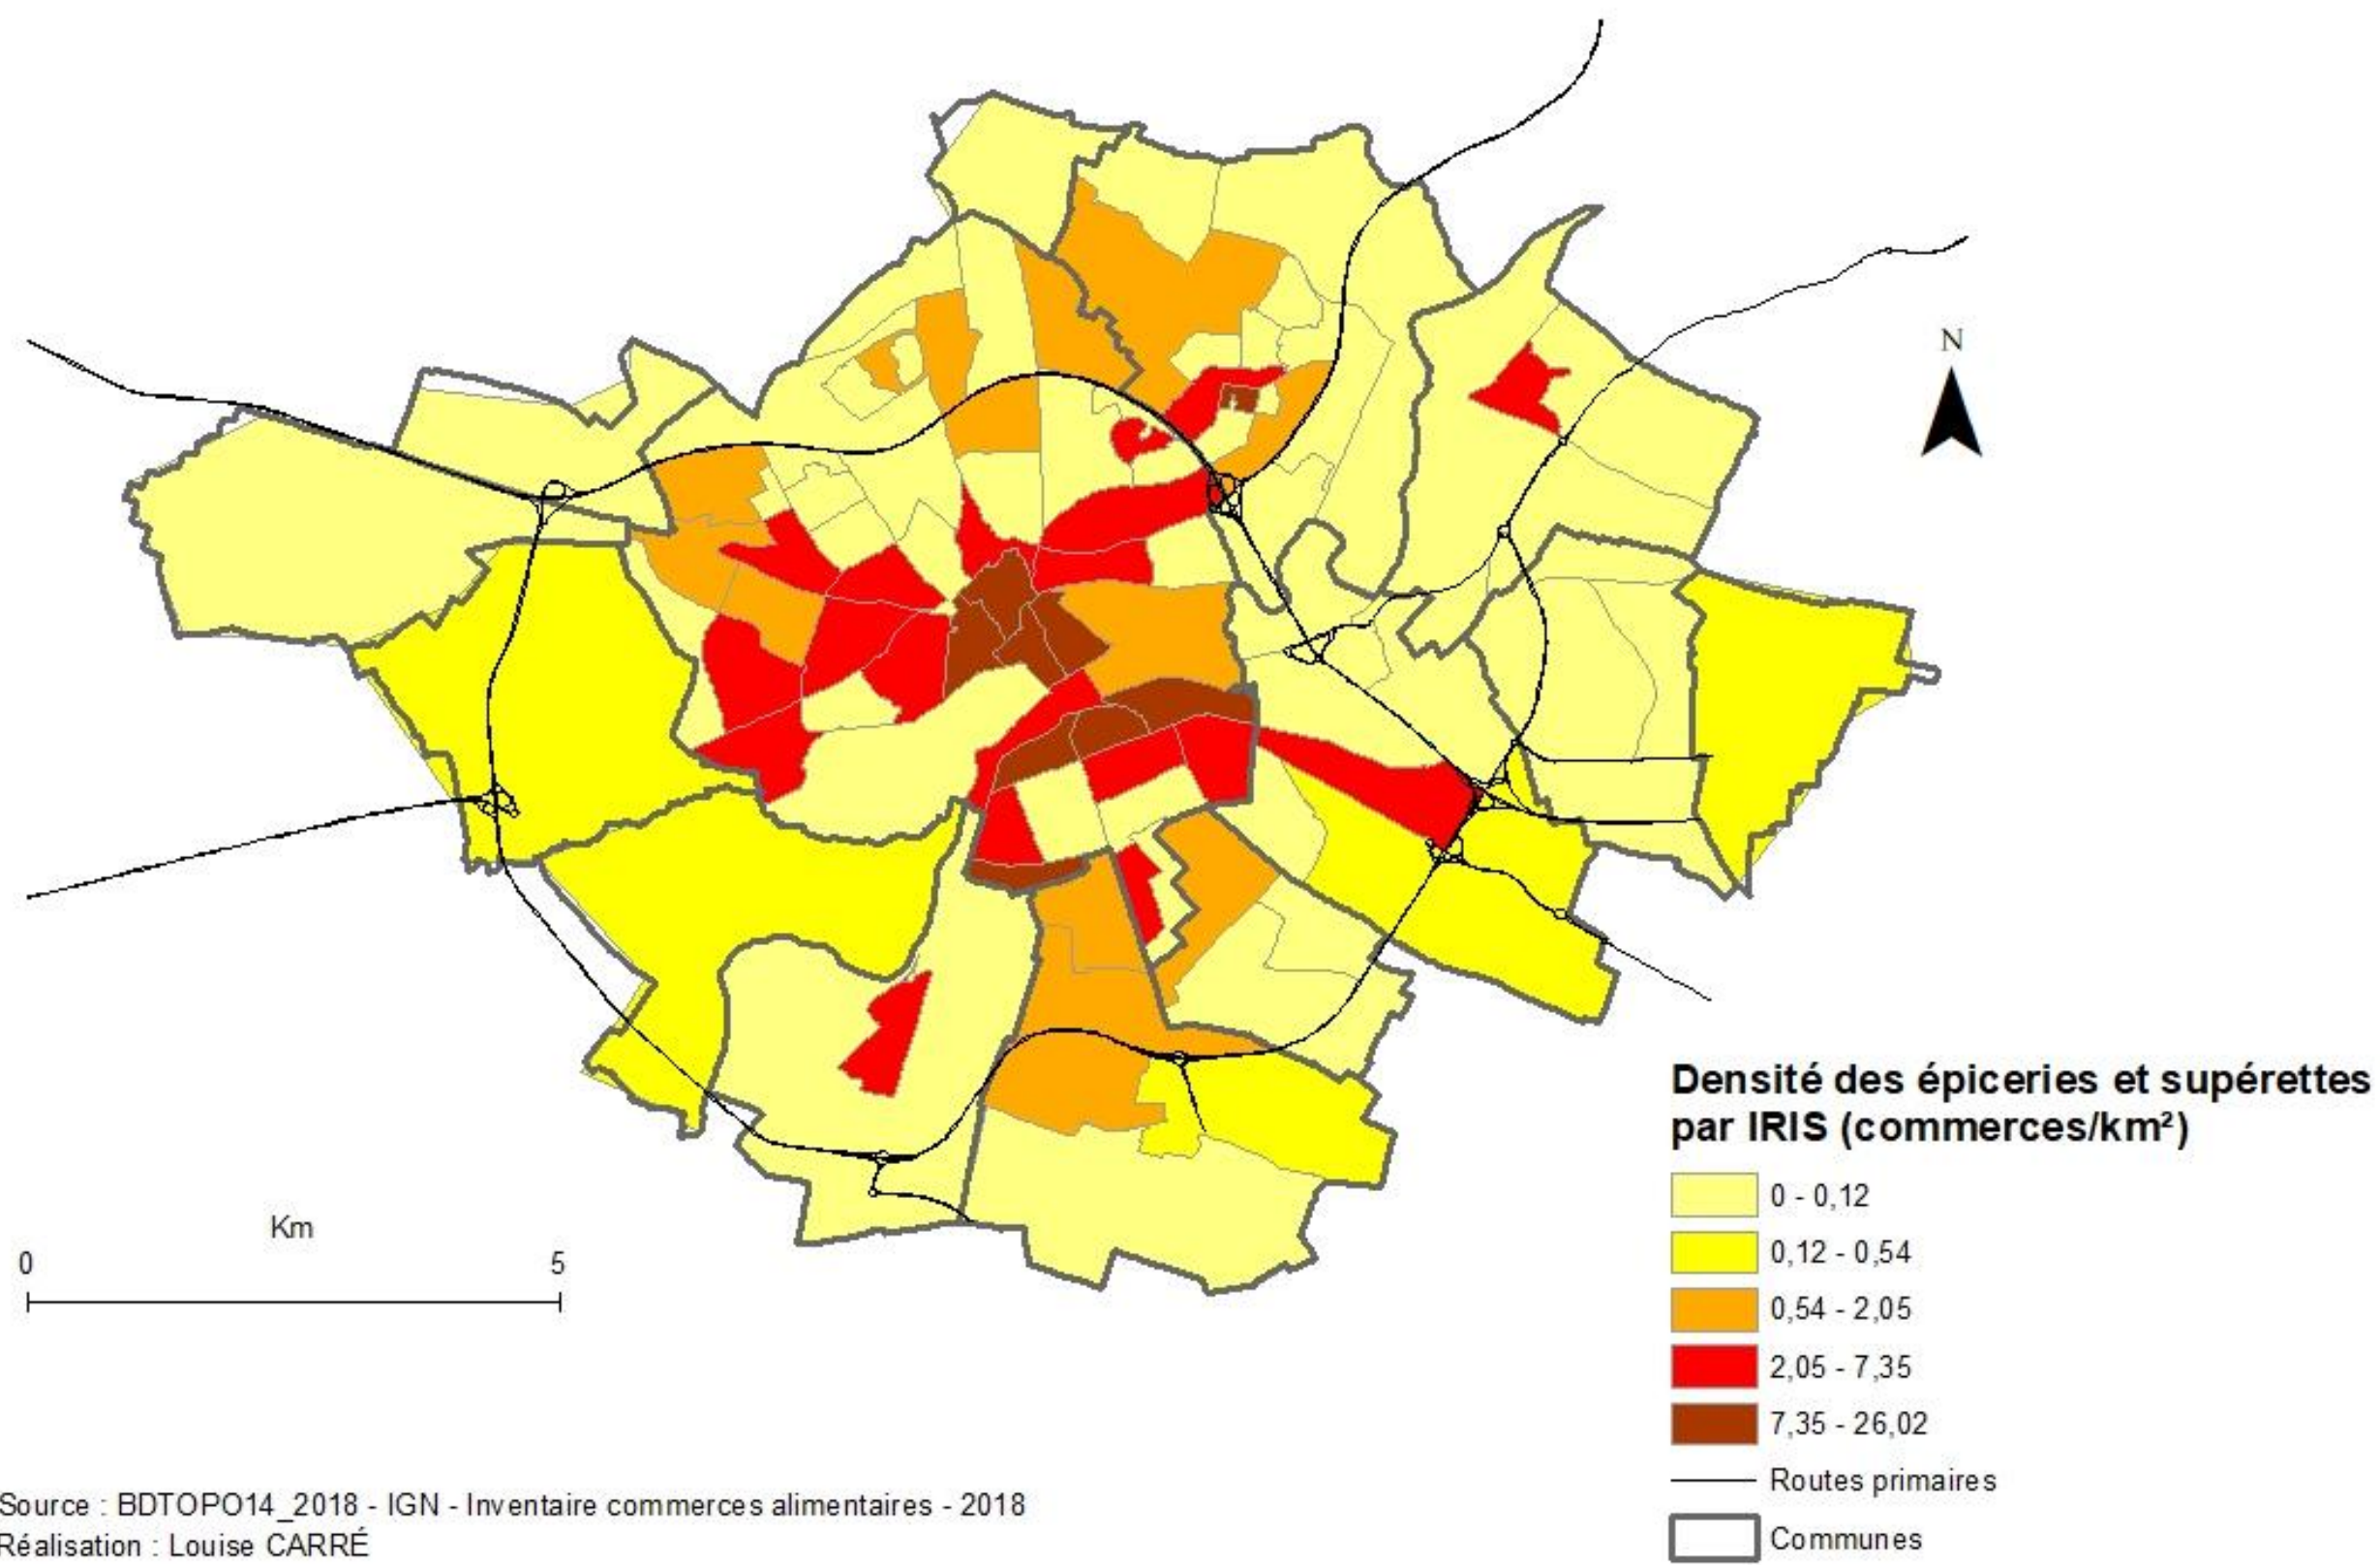 N
Densité des épiceries et supérettes
par IRIS (commerces/km²)
0 - 0,12
0,12 - 0,54
0,54 - 2,05
2,05 - 7,35
7,35 - 26,02
Routes primaires
Communes
Km
0 5
Source : BDTOPO14_2018 - IGN - Inventaire commerces alimentaires - 2018
Réalisation : Louise CARRÉ